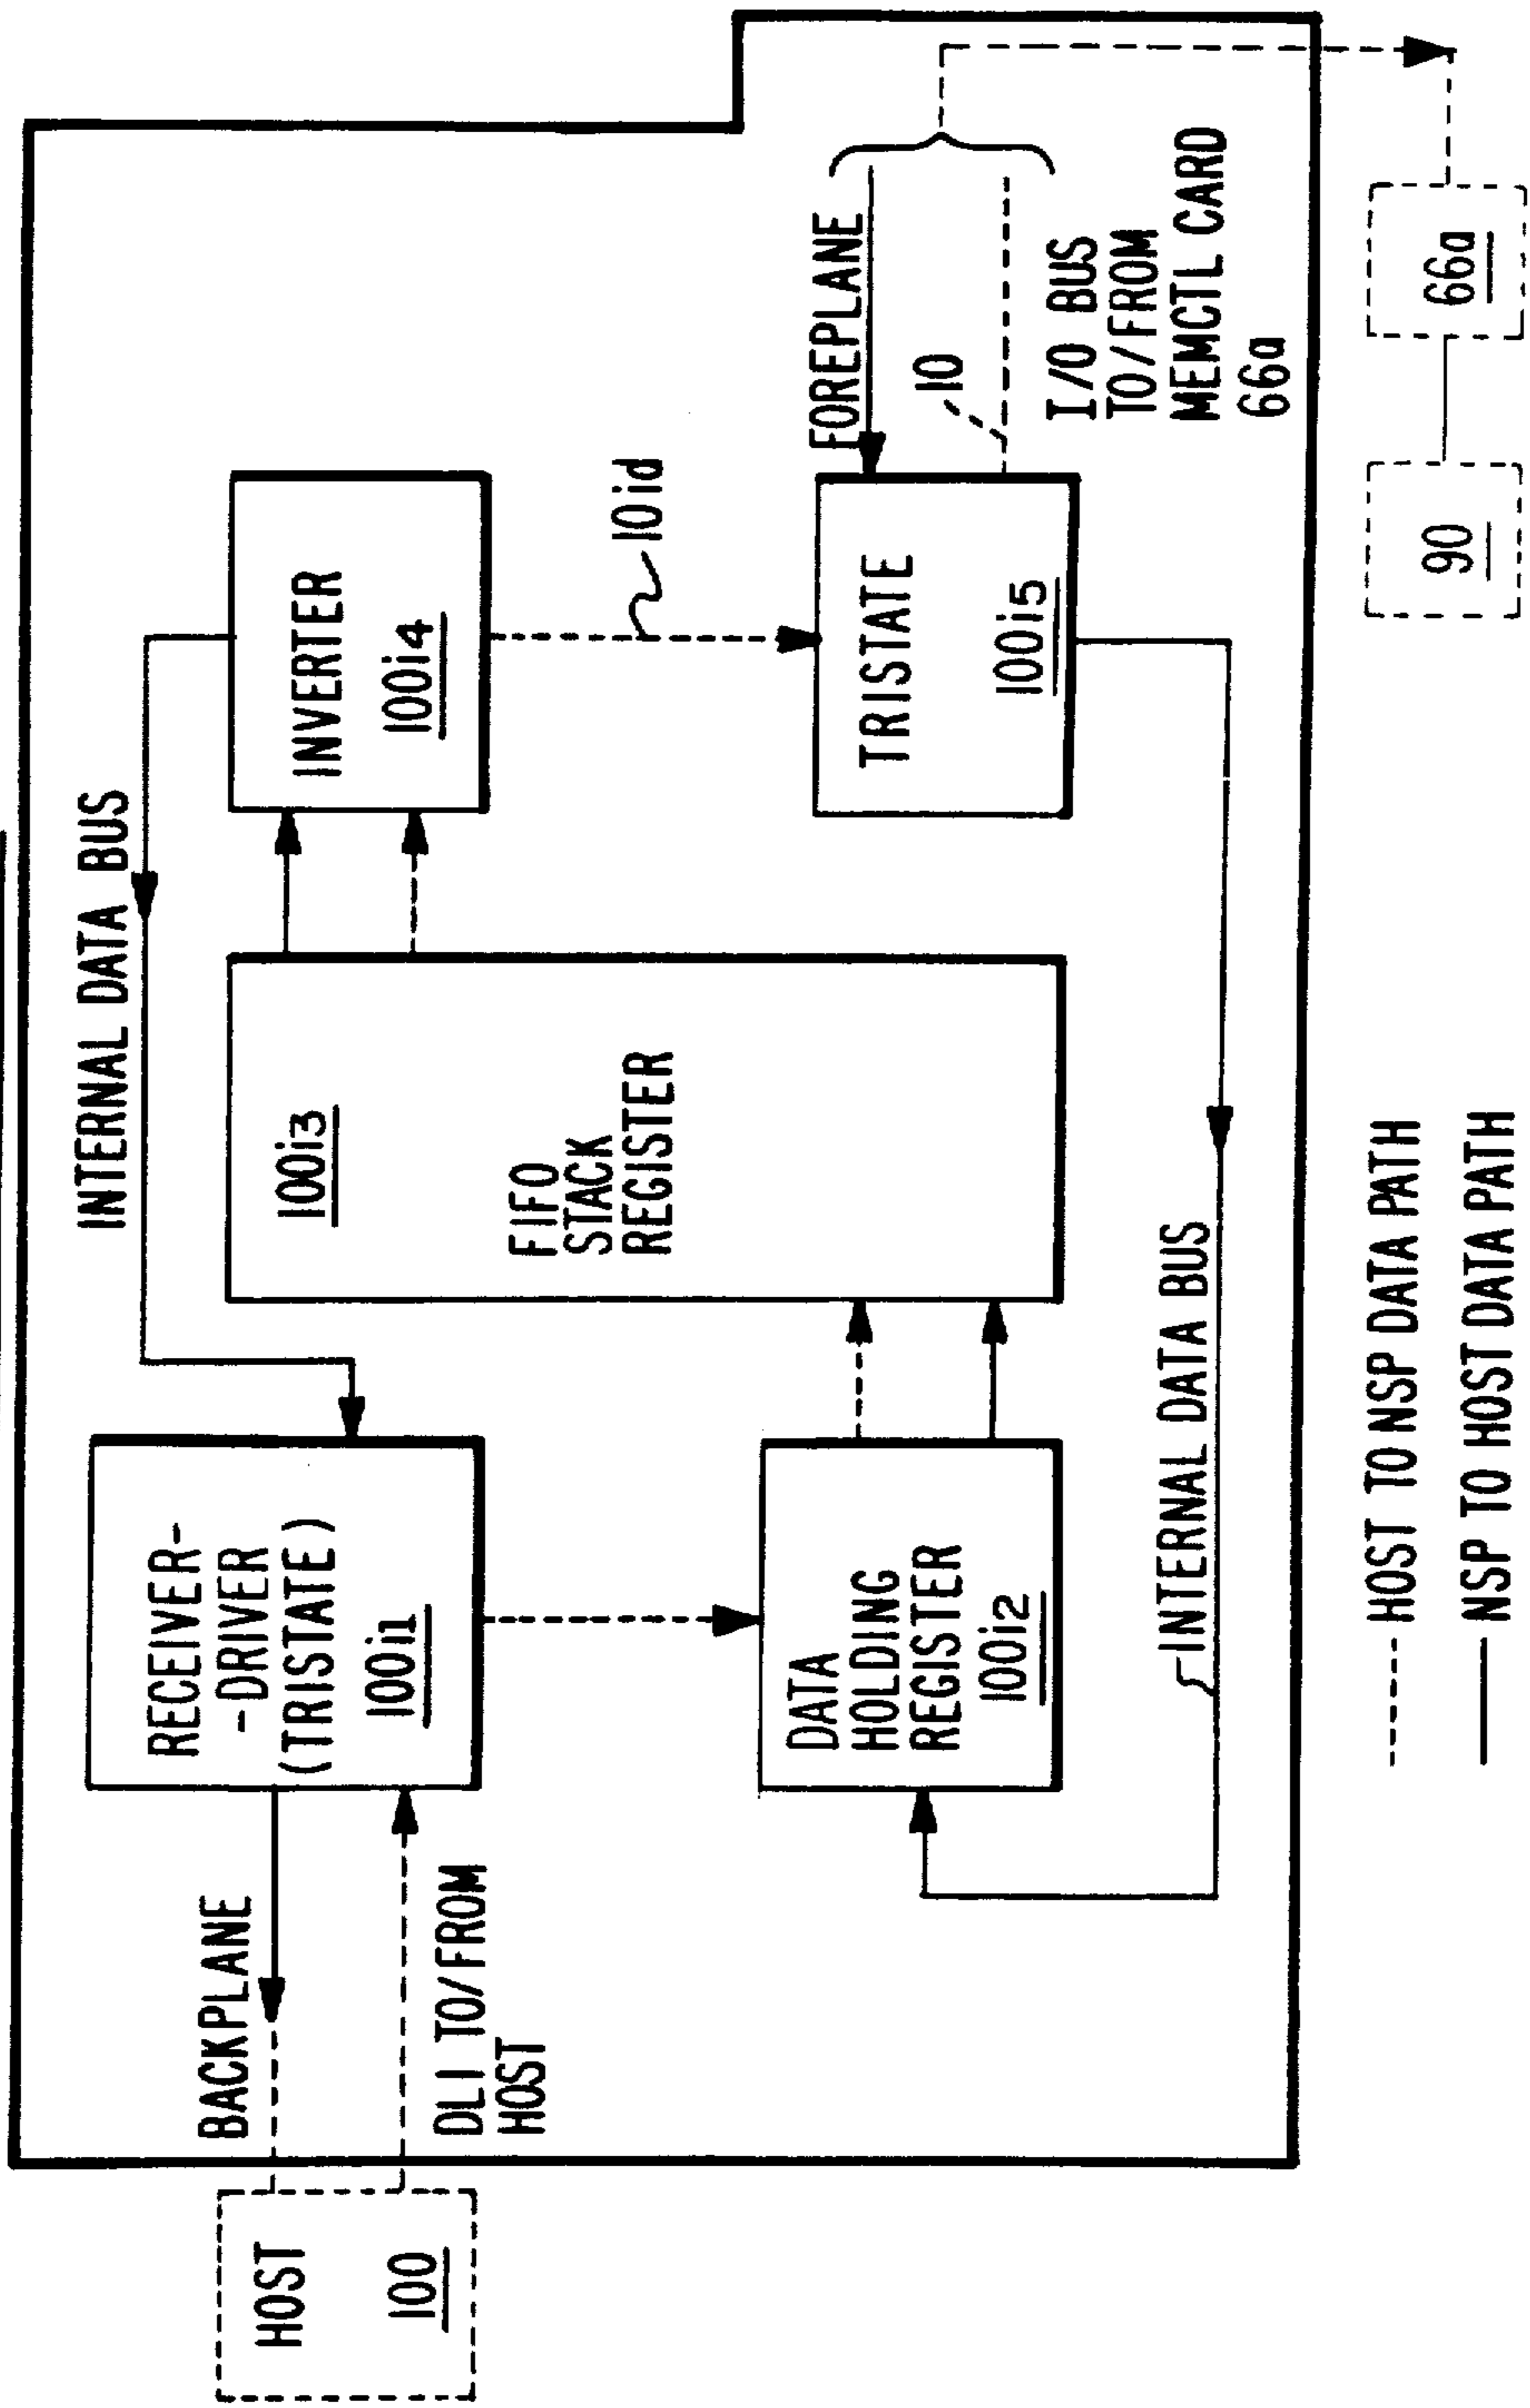 INTERNAL DATA BUS
HOST
100
BACKPLANE
DLI TO/FROM
HOST
RECEIVER-
-DRIVER
(TRISTATE)
100i1
DATA
HOLDING
REGISTER
100i2
100i3
FIFO
STACK
REGISTER
INVERTER
100i4
10id
TRISTATE
100i5
FOREPLANE
10
I/O BUS
TO/FROM
MEMCTL CARD
66a
INTERNAL DATA BUS
90
66a
HOST TO NSP DATA PATH
NSP TO HOST DATA PATH